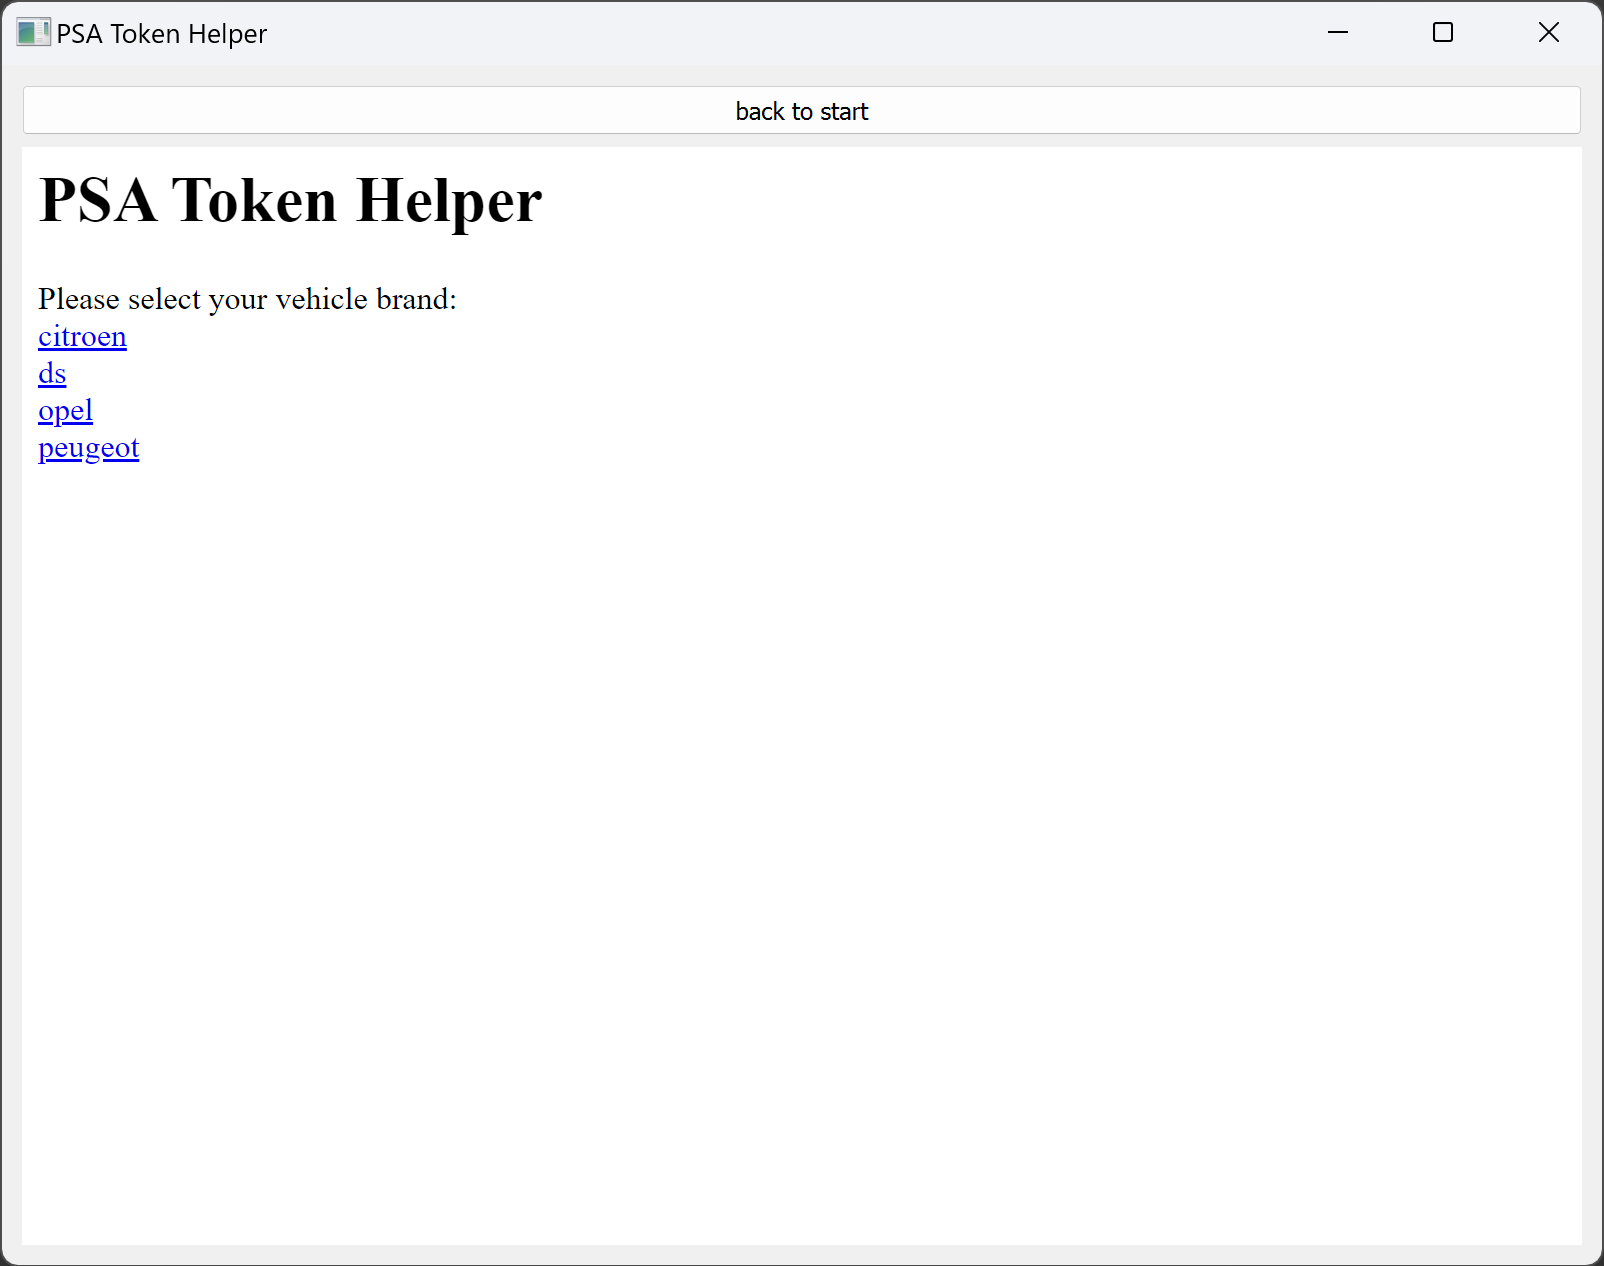 PSA Token Helper
back to start
PSA Token Helper
Please select your vehicle brand:
citroen
ds
opel
peugeot